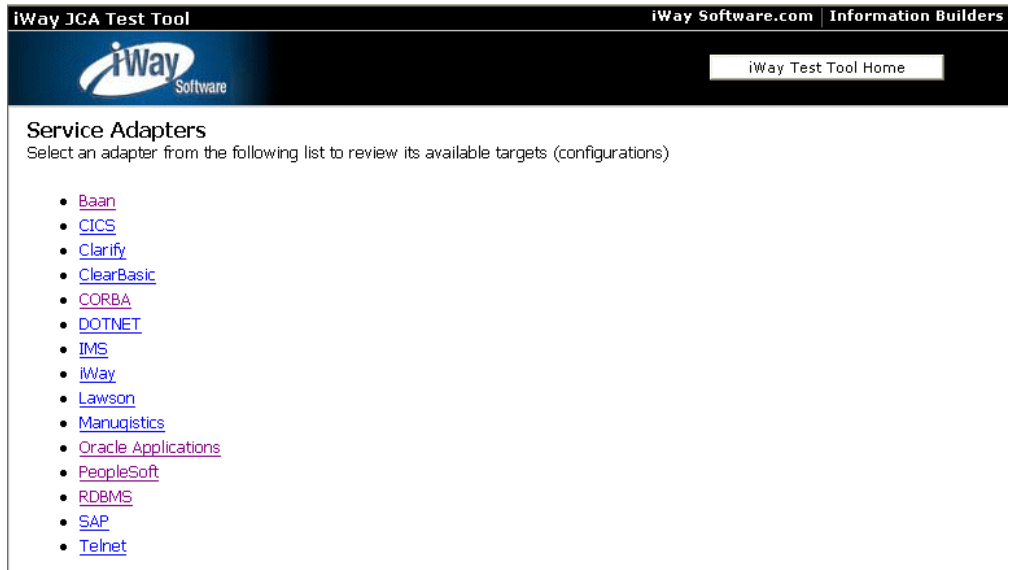 iWay JCA Test Tool
iWay Software.com | Information Builders
iWay
Software
iWay Test Tool Home
Service Adapters
Select an adapter from the following list to review its available targets (configurations)
• Baan
• CICS
• Clarify
• ClearBasic
• CORBA
• DOTNET
• IMS
• iWay
• Lawson
• Manugistics
• Oracle Applications
• PeopleSoft
• RDBMS
• SAP
• Telnet